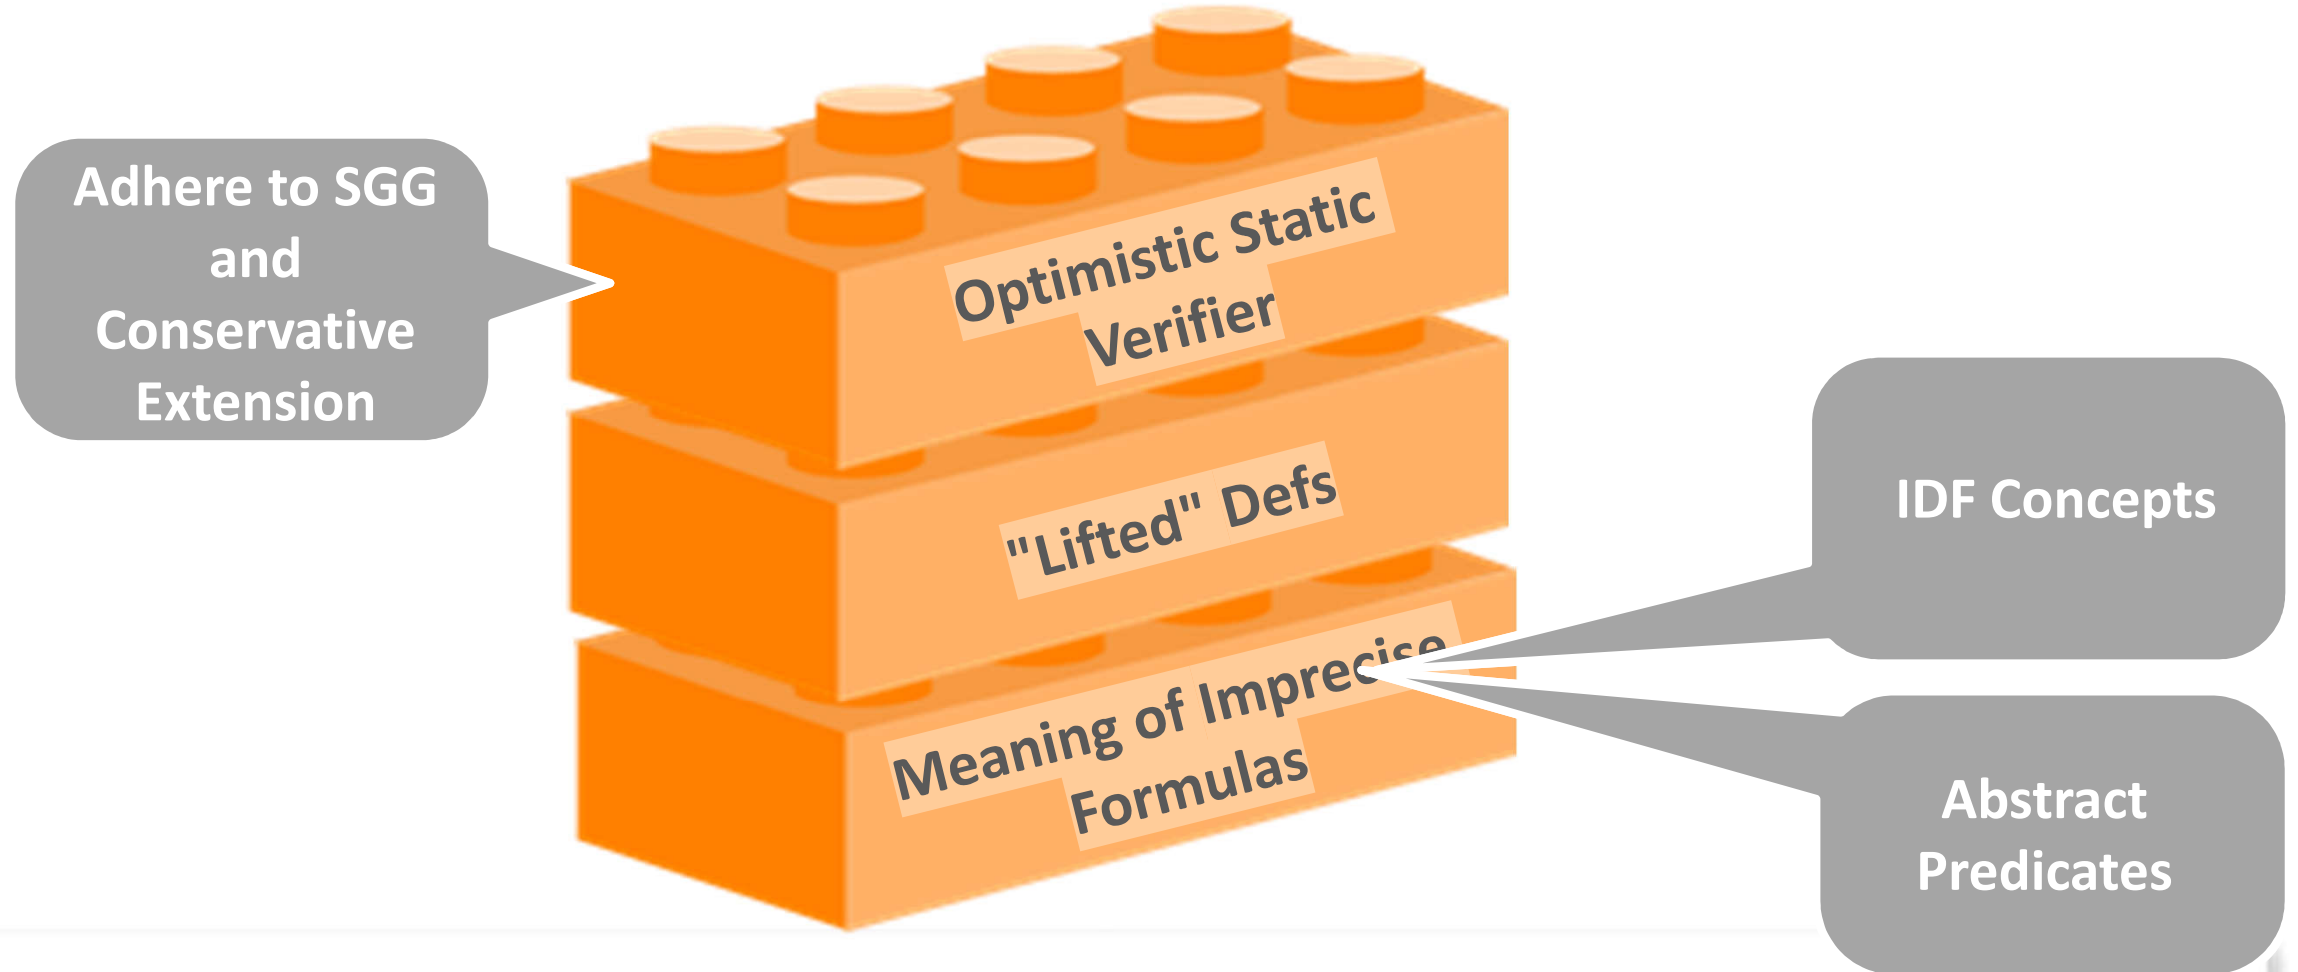 Adhere to SGG
and
Conservative
Extension
Optimistic Static
Verifier
"Lifted" Defs
Meaning of Imprecise
Formulas
IDF Concepts
Abstract
Predicates